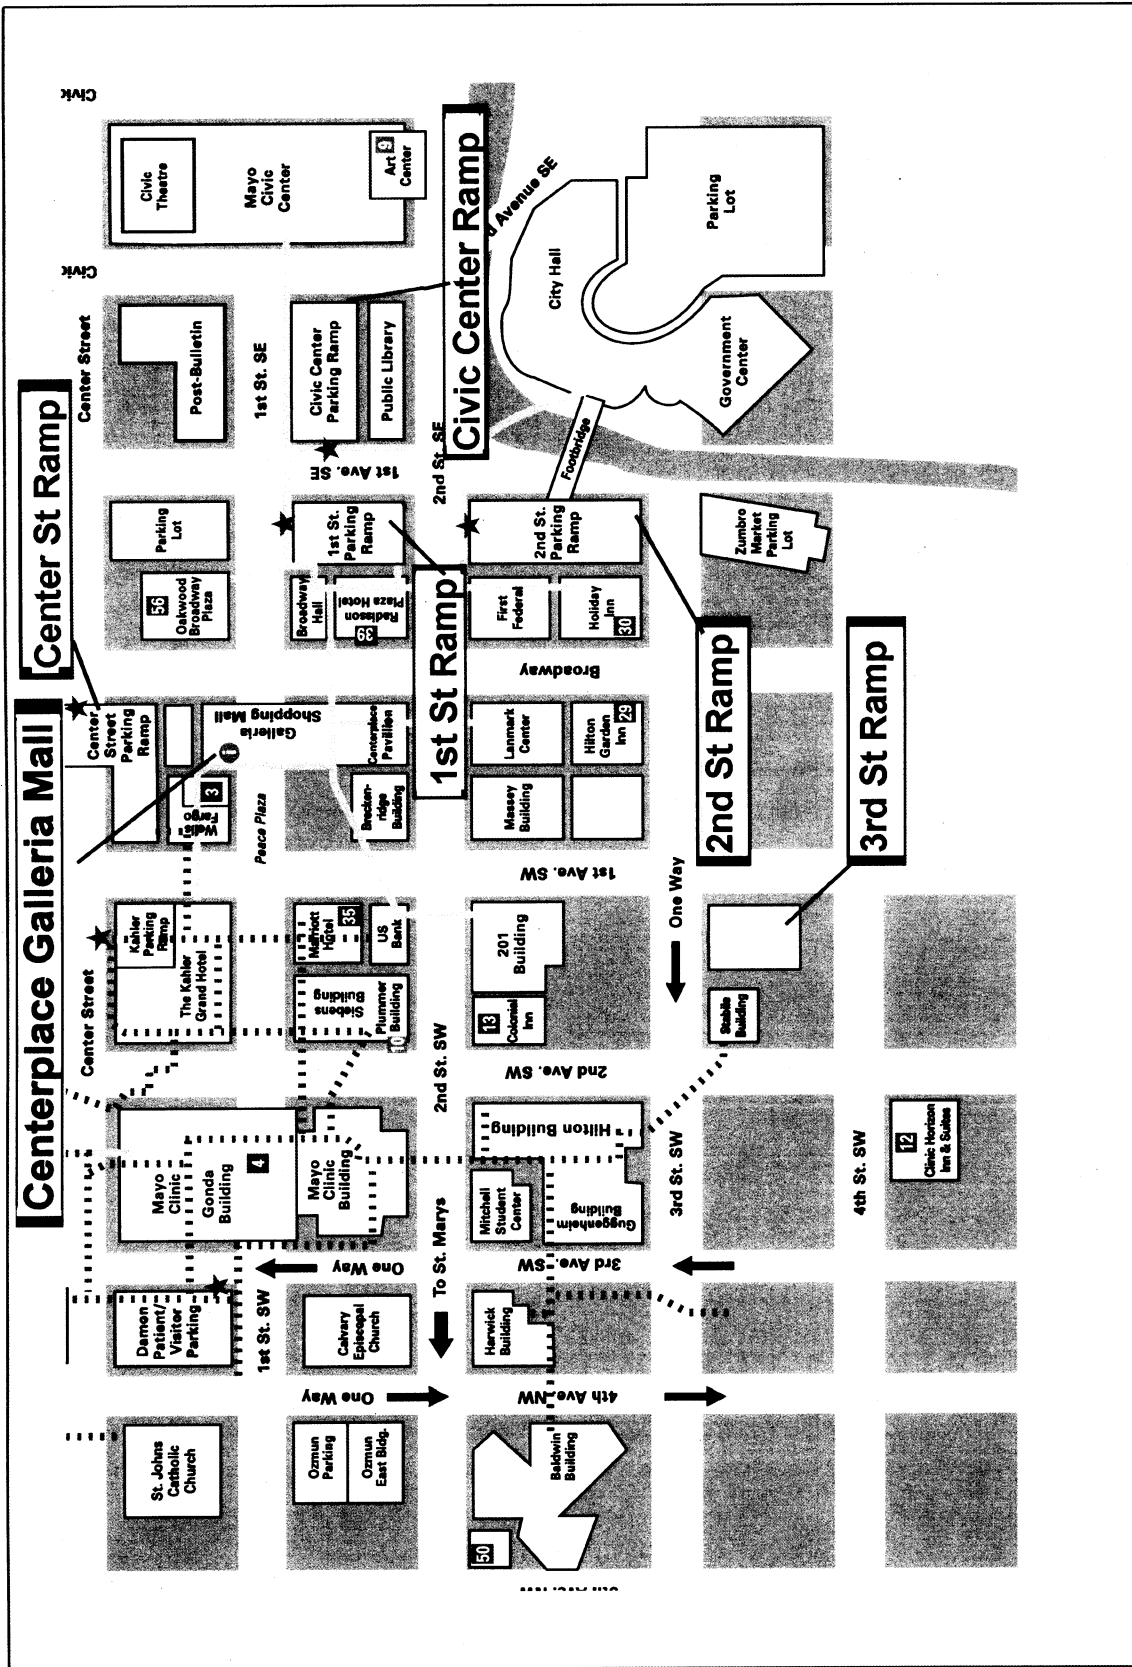 Centerplace Galleria Mall
Center St Ramp
Civic Center Ramp
1st St Ramp
2nd St Ramp
3rd St Ramp
St. Johns
Catholic
Church
Damon
Patient/
Visitor
Parking
Mayo
Clinic
Gonda
Building
4
Center Street
Kahler
Parking
Ramp
The Kahler
Grand Hotel
Center
Street
Parking
Ramp
Wells
Fargo
3
56
Oakwood
Broadway
Plaza
Parking
Lot
Center Street
Post-Bulletin
Civic
Civic
Civic
Theatre
Mayo
Civic
Center
Art 9
Center
1st St. SW
Peace Plaza
Galleria
Shopping Mall
1st St. SE
Ozmun
Parking
Ozmun
East Bldg.
One Way
Calvary
Episcopal
Church
One Way
Mayo
Clinic
Building
Siebens
Building
Plummer
Building
10
Marriott
Hotel
35
US
Bank
Brecken-
ridge
Building
Centerplace
Pavillion
Broadway
Hall
Radisson
Plaza Hotel
39
1st St.
Parking
Ramp
1st Ave. SE
Civic Center
Parking Ramp
Public Library
To St. Marys
2nd St. SW
2nd St. SE
d Avenue SE
50
Baldwin
Building
4th Ave. NW
Harwick
Building
3rd Ave. SW
Mitchell
Student
Center
Guggenheim
Building
Hilton Building
2nd Ave. SW
13
Colonial
Inn
201
Building
1st Ave. SW
Massey
Building
Lanmark
Center
Hilton
Garden
Inn 29
Broadway
First
Federal
Holiday
Inn
30
2nd St.
Parking
Ramp
Footbridge
City Hall
3rd St. SW
One Way
Stabile
Building
Zumbro
Market
Parking
Lot
Government
Center
Parking
Lot
4th St. SW
12
Clinic Horizon
Inn & Suites